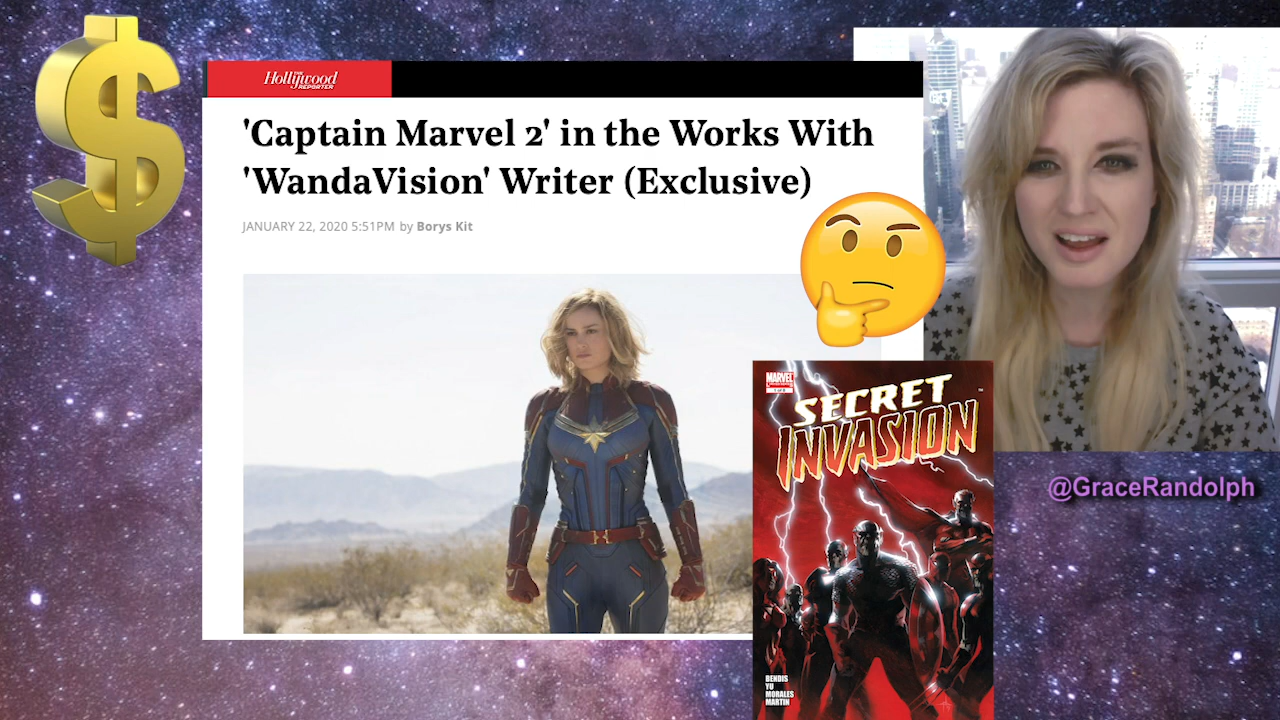 Hollywood
REPORTER
'Captain Marvel 2' in the Works With
'WandaVision' Writer (Exclusive)
JANUARY 22, 2020 5:51PM by Borys Kit
MARVEL
SECRET
INVASION
@GraceRandolph
BENDIS
YU
MORALES
MARTIN